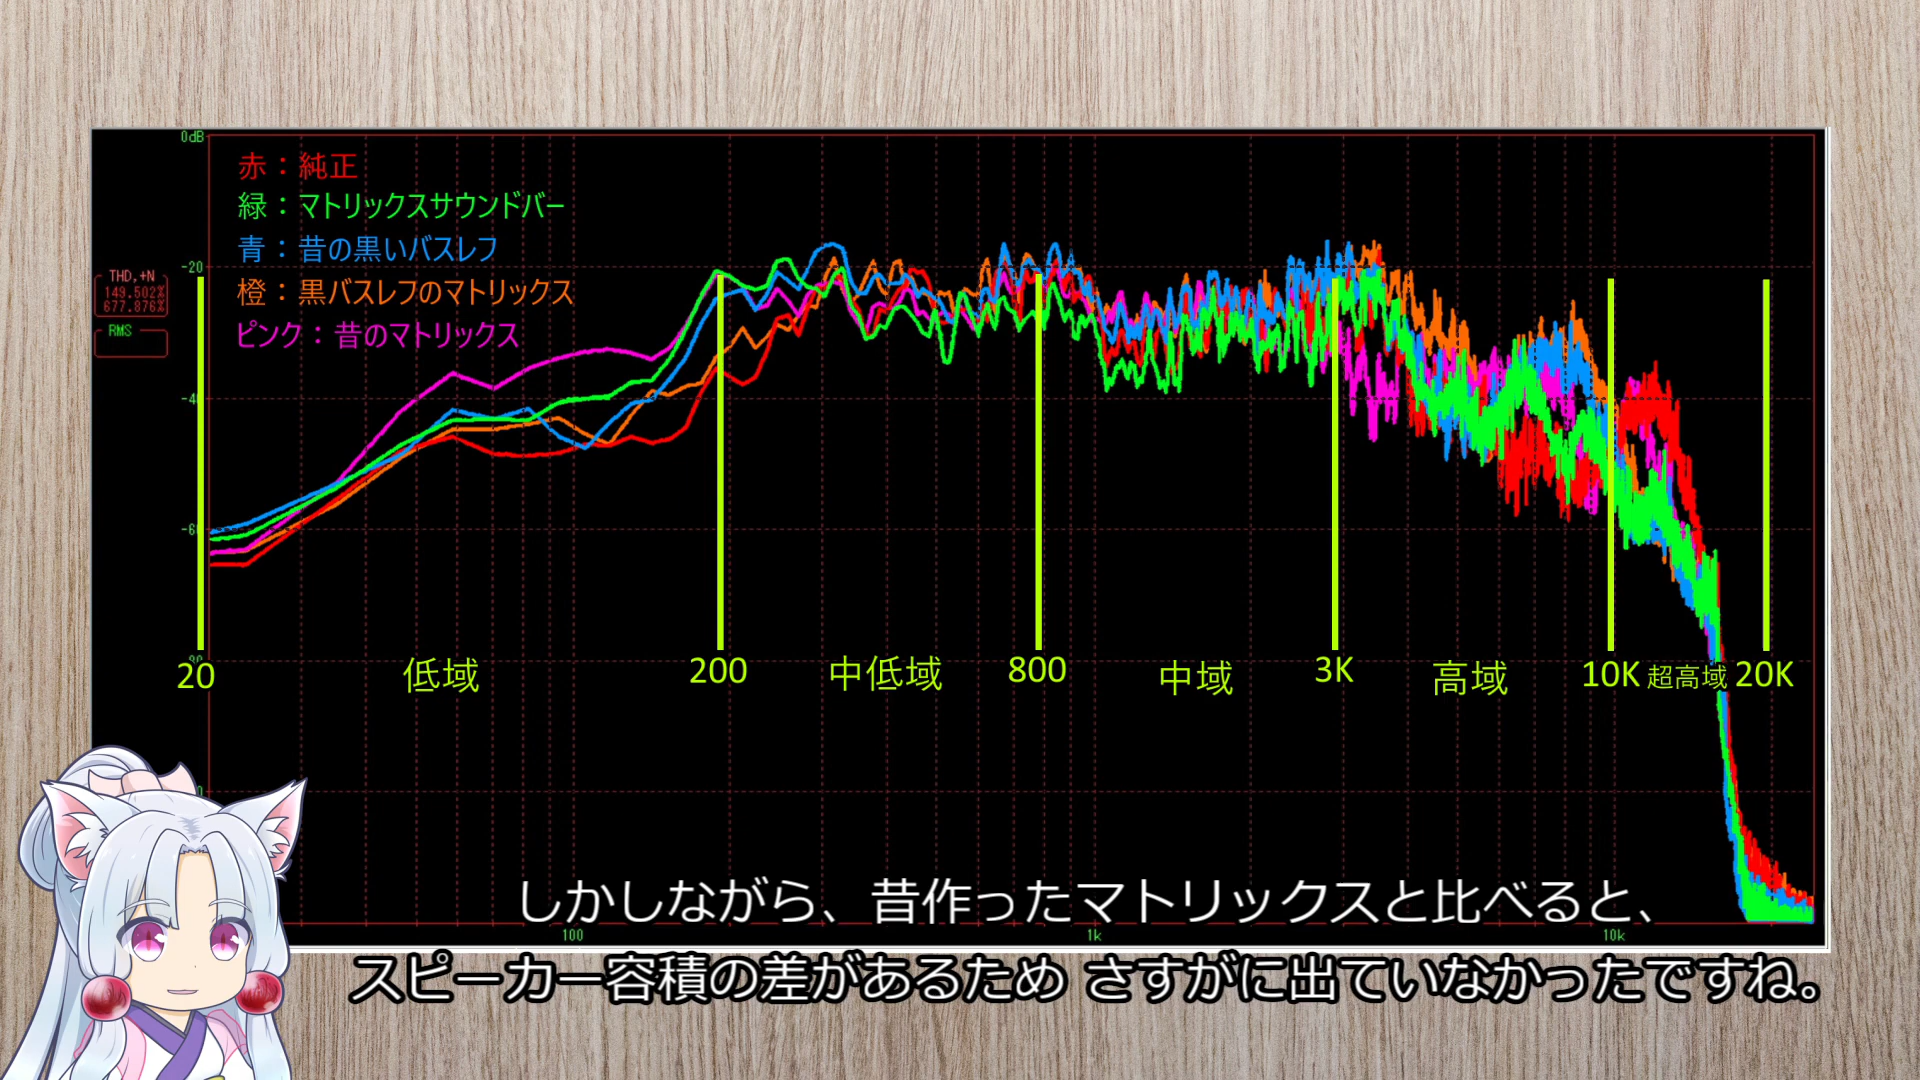 0dB
赤：純正
緑：マトリックスサウンドバー
青：昔の黒いバスレフ
橙：黒バスレフのマトリックス
ピンク：昔のマトリックス
-20
THD,+N
149.502%
677.876%
RMS
20
低域
200
中低域
800
中域
3K
高域
10K
超高域
20K
しかしながら、昔作ったマトリックスと比べると、
100
1k
10k
スピーカー容積の差があるため さすがに出ていなかったですね。